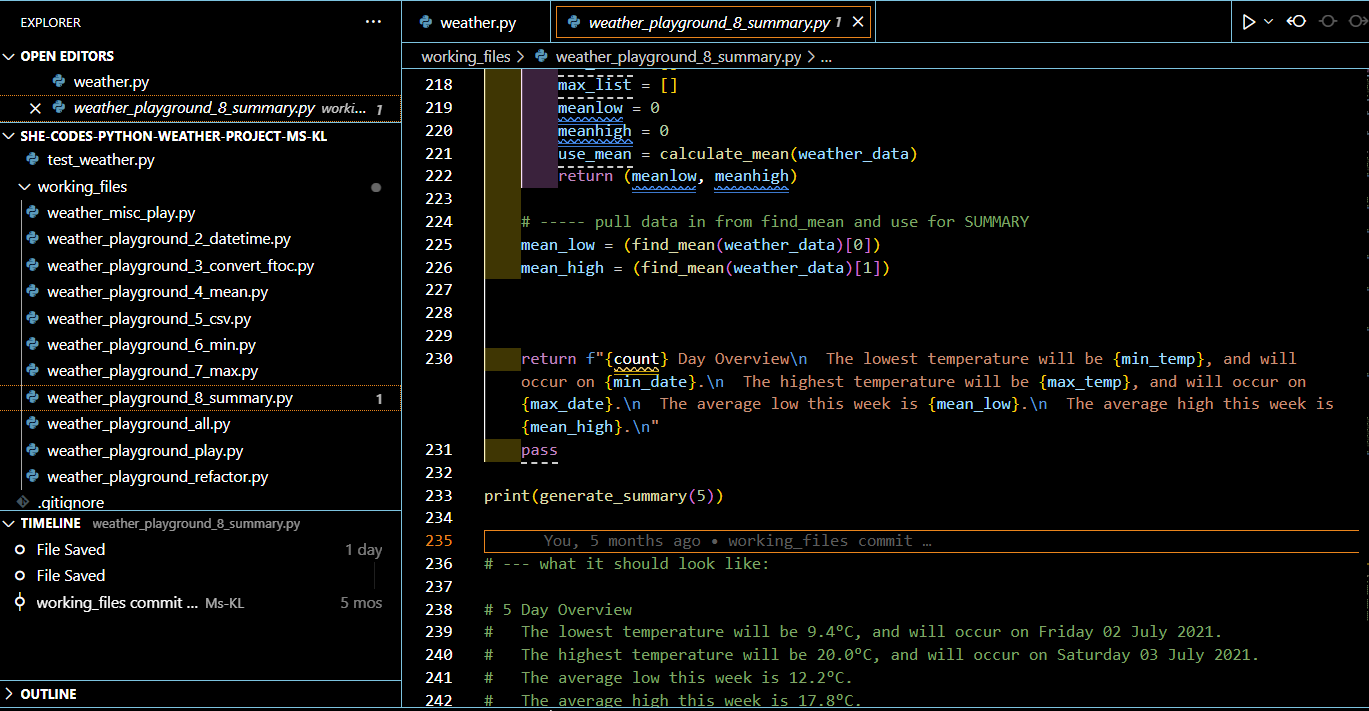 EXPLORER
OPEN EDITORS
weather.py
weather_playground_8_summary.py worki... 1
SHE-CODES-PYTHON-WEATHER-PROJECT-MS-KL
test_weather.py
working_files
weather_misc_play.py
weather_playground_2_datetime.py
weather_playground_3_convert_ftoc.py
weather_playground_4_mean.py
weather_playground_5_csv.py
weather_playground_6_min.py
weather_playground_7_max.py
weather_playground_8_summary.py 1
weather_playground_all.py
weather_playground_play.py
weather_playground_refactor.py
.gitignore
TIMELINE weather_playground_8_summary.py
File Saved 1 day
File Saved
working_files commit ... Ms-KL 5 mos
OUTLINE
weather.py
weather_playground_8_summary.py 1
working_files > weather_playground_8_summary.py > ...
218 max_list = []
219 meanlow = 0
220 meanhigh = 0
221 use_mean = calculate_mean(weather_data)
222 return (meanlow, meanhigh)
223
224 # ----- pull data in from find_mean and use for SUMMARY
225 mean_low = (find_mean(weather_data)[0])
226 mean_high = (find_mean(weather_data)[1])
227
228
229
230 return f"{count} Day Overview\n  The lowest temperature will be {min_temp}, and will
occur on {min_date}.\n  The highest temperature will be {max_temp}, and will occur on
{max_date}.\n  The average low this week is {mean_low}.\n  The average high this week is
{mean_high}.\n"
231 pass
232
233 print(generate_summary(5))
234
235 You, 5 months ago • working_files commit …
236 # --- what it should look like:
237
238 # 5 Day Overview
239 #   The lowest temperature will be 9.4°C, and will occur on Friday 02 July 2021.
240 #   The highest temperature will be 20.0°C, and will occur on Saturday 03 July 2021.
241 #   The average low this week is 12.2°C.
242 #   The average high this week is 17.8°C.